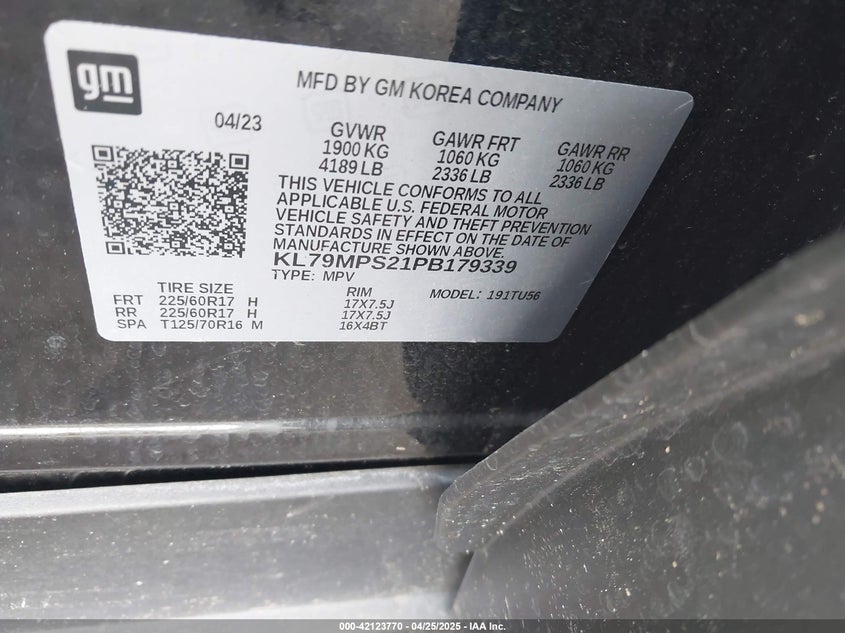 gm
MFD BY GM KOREA COMPANY
04/23
GVWR GAWR FRT GAWR RR
1900 KG 1060 KG 1060 KG
4189 LB 2336 LB 2336 LB
THIS VEHICLE CONFORMS TO ALL
APPLICABLE U.S. FEDERAL MOTOR
VEHICLE SAFETY AND THEFT PREVENTION
STANDARDS IN EFFECT ON THE DATE OF
MANUFACTURE SHOWN ABOVE.
KL79MPS21PB179339
TYPE: MPV
TIRE SIZE RIM MODEL: 191TU56
FRT 225/60R17 H 17X7.5J
RR 225/60R17 H 17X7.5J
SPA T125/70R16 M 16X4BT
000-42123770 - 04/25/2025 - IAA Inc.